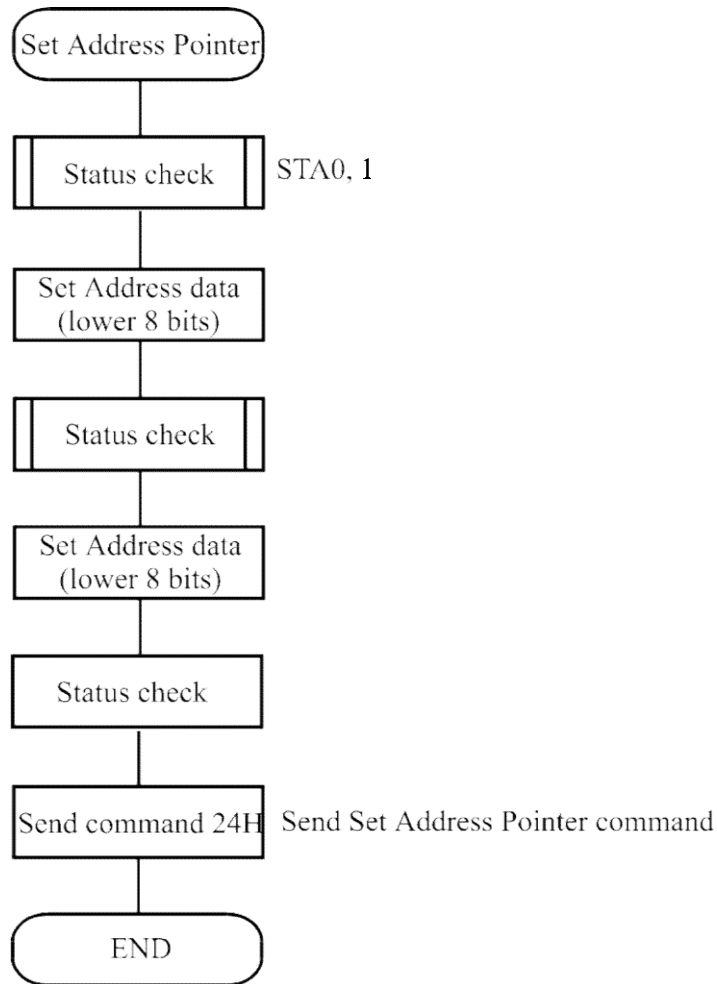 Set Address Pointer
Status check
STA0, 1
Set Address data
(lower 8 bits)
Status check
Set Address data
(lower 8 bits)
Status check
Send command 24H
Send Set Address Pointer command
END